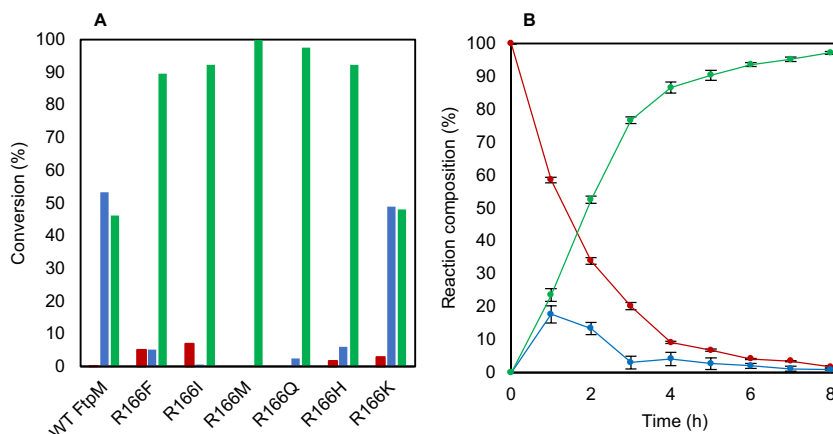 A
Conversion (%)
100
90
80
70
60
50
40
30
20
10
0
WT FtpM
R166F
R166I
R166M
R166Q
R166H
R166K
B
Reaction composition (%)
100
90
80
70
60
50
40
30
20
10
0
0
2
4
6
8
Time (h)